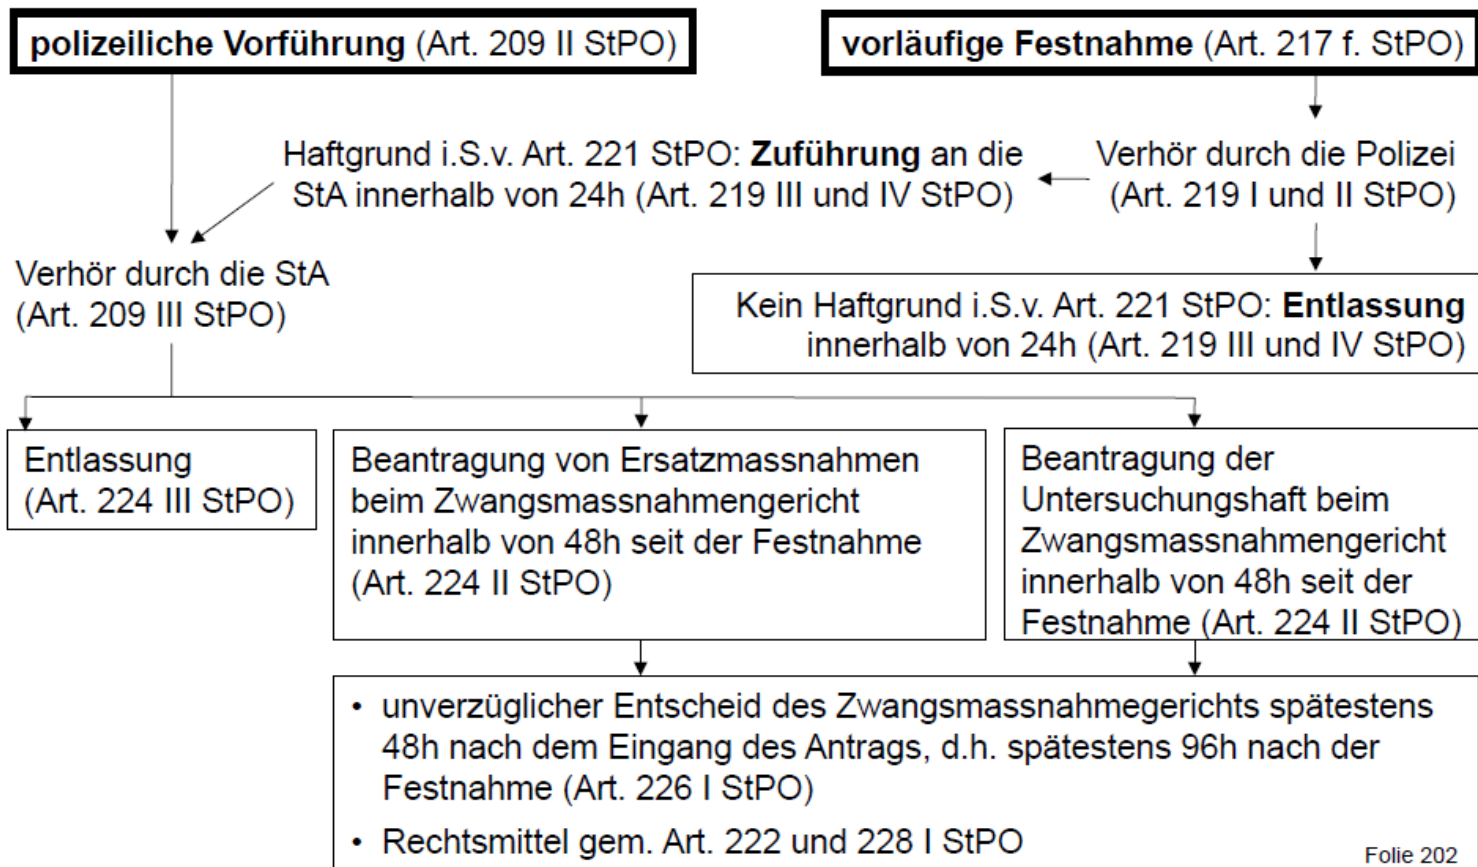 polizeiliche Vorführung (Art. 209 II StPO)
vorläufige Festnahme (Art. 217 f. StPO)
Haftgrund i.S.v. Art. 221 StPO: Zuführung an die
StA innerhalb von 24h (Art. 219 III und IV StPO)
Verhör durch die Polizei
(Art. 219 I und II StPO)
Verhör durch die StA
(Art. 209 III StPO)
Kein Haftgrund i.S.v. Art. 221 StPO: Entlassung
innerhalb von 24h (Art. 219 III und IV StPO)
Entlassung
(Art. 224 III StPO)
Beantragung von Ersatzmassnahmen
beim Zwangsmassnahmengericht
innerhalb von 48h seit der Festnahme
(Art. 224 II StPO)
Beantragung der
Untersuchungshaft beim
Zwangsmassnahmengericht
innerhalb von 48h seit der
Festnahme (Art. 224 II StPO)
• unverzüglicher Entscheid des Zwangsmassnahmegerichts spätestens
48h nach dem Eingang des Antrags, d.h. spätestens 96h nach der
Festnahme (Art. 226 I StPO)
• Rechtsmittel gem. Art. 222 und 228 I StPO
Folie 202